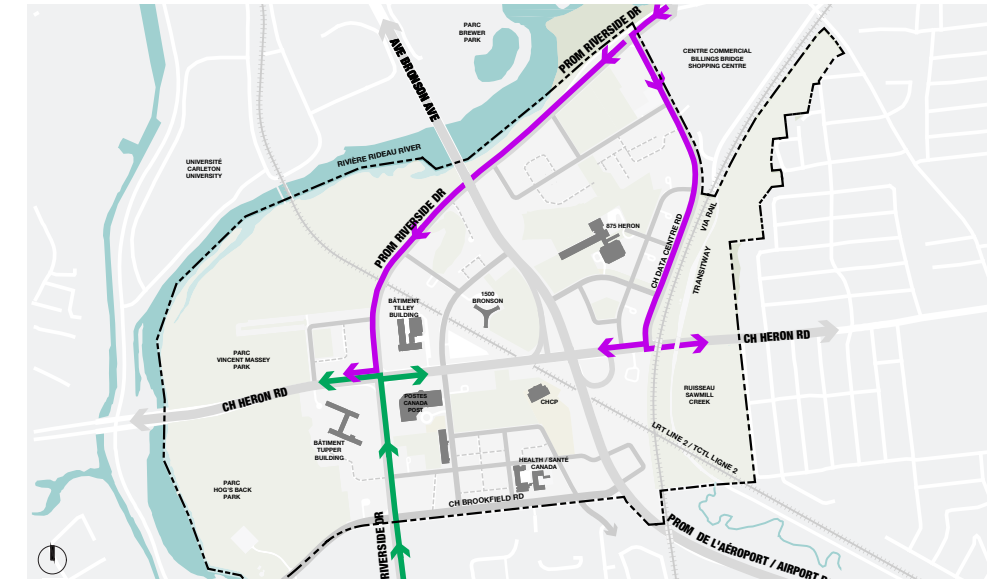 PARC
BREWER
PARK
PROM RIVERSIDE DR
CENTRE COMMERCIAL
BILLINGS BRIDGE
SHOPPING CENTRE
AVE BRONSON AVE
UNIVERSITÉ
CARLETON
UNIVERSITY
RIVIÈRE RIDEAU RIVER
PROM RIVERSIDE DR
875 HERON
CH DATA CENTRE RD
VIA RAIL
TRANSITWAY
BÂTIMENT
TILLEY
BUILDING
1500
BRONSON
CH HERON RD
PARC
VINCENT MASSEY
PARK
CH HERON RD
POSTES
CANADA
POST
CHCP
RUISSEAU
SAWMILL
CREEK
BÂTIMENT
TUPPER
BUILDING
LRT LINE 2 / TCTL LIGNE 2
HEALTH / SANTÉ
CANADA
PARC
HOG'S BACK
PARK
CH BROOKFIELD RD
RIVERSIDE DR
PROM DE L'AÉROPORT / AIRPORT